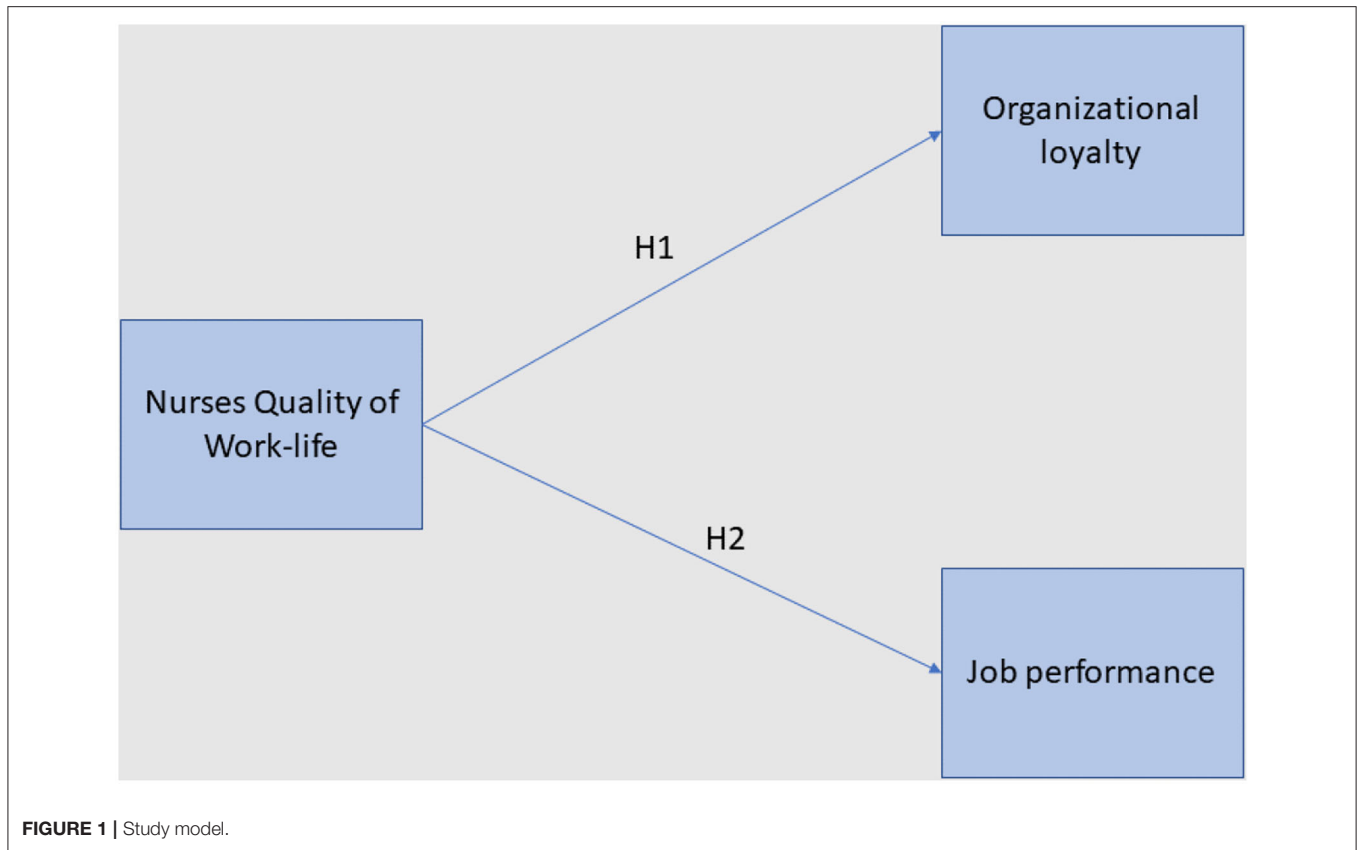 Organizational
loyalty
H1
Nurses Quality of
Work-life
H2
Job performance
FIGURE 1 | Study model.